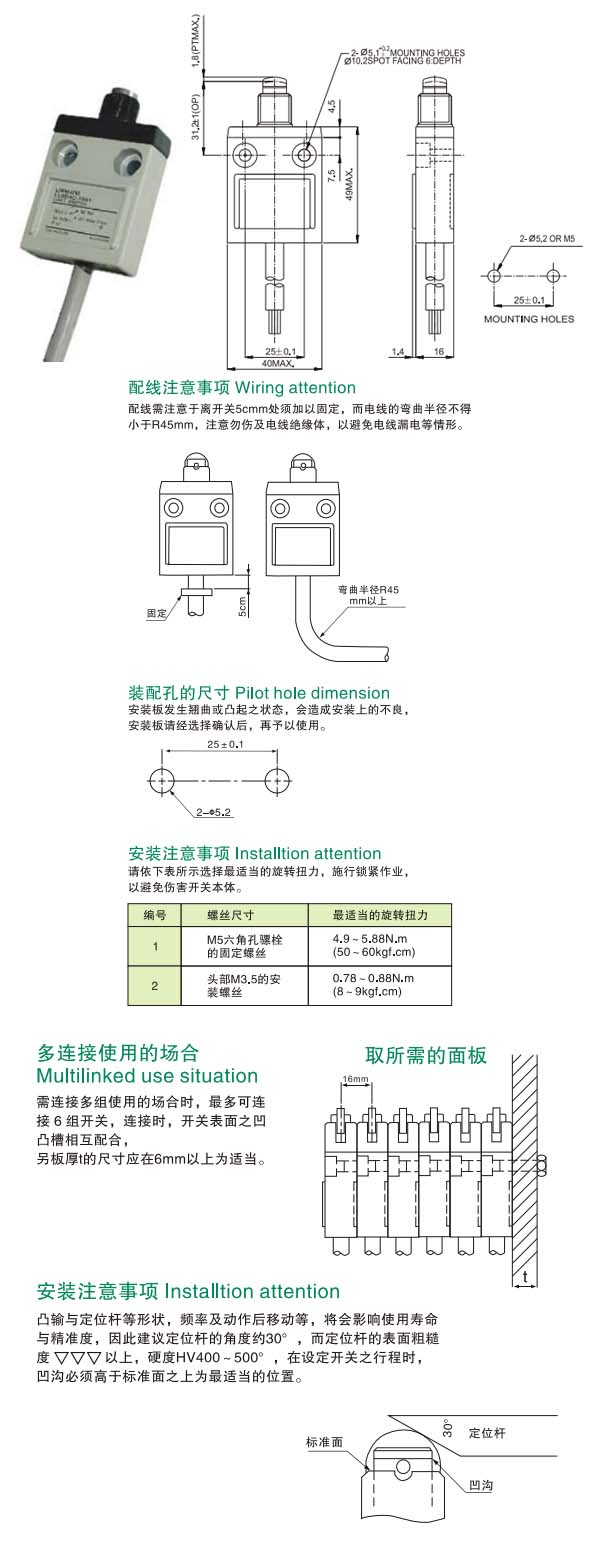 1.8(PTMAX.)
31.2±1(OP)
2- Ø5,1 +0,2 0 MOUNTING HOLES
Ø10.2SPOT FACING 6:DEPTH
4.5
7.5
49MAX.
25±0.1
40MAX.
1.4
16
2- Ø5,2 OR M5
25±0.1
MOUNTING HOLES
配线注意事项 Wiring attention
配线需注意于离开关5cmm处须加以固定，而电线的弯曲半径不得
小于R45mm，注意勿伤及电线绝缘体，以避免电线漏电等情形。
固定
5cm
弯曲半径R45
mm以上
装配孔的尺寸 Pilot hole dimension
安装板发生翘曲或凸起之状态，会造成安装上的不良，
安装板请经选择确认后，再予以使用。
25±0.1
2-Φ5.2
安装注意事项 Installtion attention
请依下表所示选择最适当的旋转扭力，施行锁紧作业，
以避免伤害开关本体。
编号 螺丝尺寸 最适当的旋转扭力
1 M5六角孔骡栓的固定螺丝 4.9～5.88N.m (50～60kgf.cm)
2 头部M3.5的安装螺丝 0.78～0.88N.m (8～9kgf.cm)
多连接使用的场合
Multilinked use situation
需连接多组使用的场合时，最多可连
接 6 组开关，连接时，开关表面之凹
凸槽相互配合，
另板厚t的尺寸应在6mm以上为适当。
取所需的面板
16mm
t
安装注意事项 Installtion attention
凸输与定位杆等形状，频率及动作后移动等，将会影响使用寿命
与精准度，因此建议定位杆的角度约30°，而定位杆的表面粗糙
度 ▽▽▽ 以上，硬度HV400～500°，在设定开关之行程时，
凹沟必须高于标准面之上为最适当的位置。
30°
定位杆
标准面
凹沟